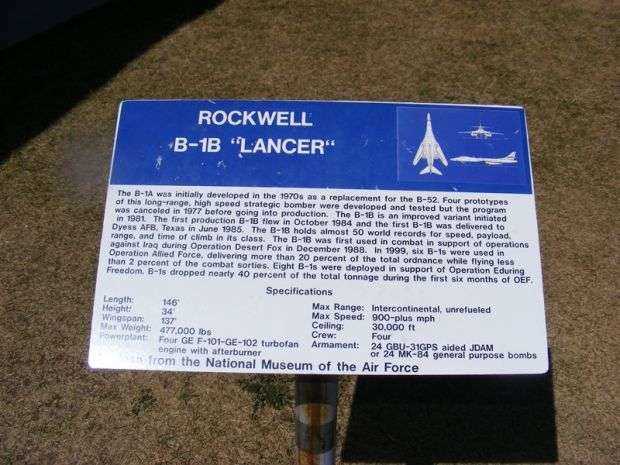 ROCKWELL
B-1B "LANCER"
The B-1A was initially developed in the 1970s as a replacement for the B-52. Four prototypes
of this long-range, high speed strategic bomber were developed and tested but the program
was canceled in 1977 before going into production. The B-1B is an improved variant initiated
in 1981. The first production B-1B flew in October 1984 and the first B-1B was delivered to
Dyess AFB, Texas in June 1985. The B-1B holds almost 50 world records for speed, payload,
range, and time of climb in its class. The B-1B was first used in combat in support of operations
against Iraq during Operation Desert Fox in December 1988. In 1999, six B-1s were used in
Operation Allied Force, delivering more than 20 percent of the total ordnance while flying less
than 2 percent of the combat sorties. Eight B-1s were deployed in support of Operation Eduring
Freedom. B-1s dropped nearly 40 percent of the total tonnage during the first six months of OEF.
Specifications
Length: 146'
Height: 34'
Wingspan: 137'
Max Weight: 477,000 lbs
Powerplant: Four GE F-101-GE-102 turbofan
engine with afterburner
Max Range: Intercontinental, unrefueled
Max Speed: 900-plus mph
Ceiling: 30,000 ft
Crew: Four
Armament: 24 GBU-31GPS aided JDAM
or 24 MK-84 general purpose bombs
from the National Museum of the Air Force